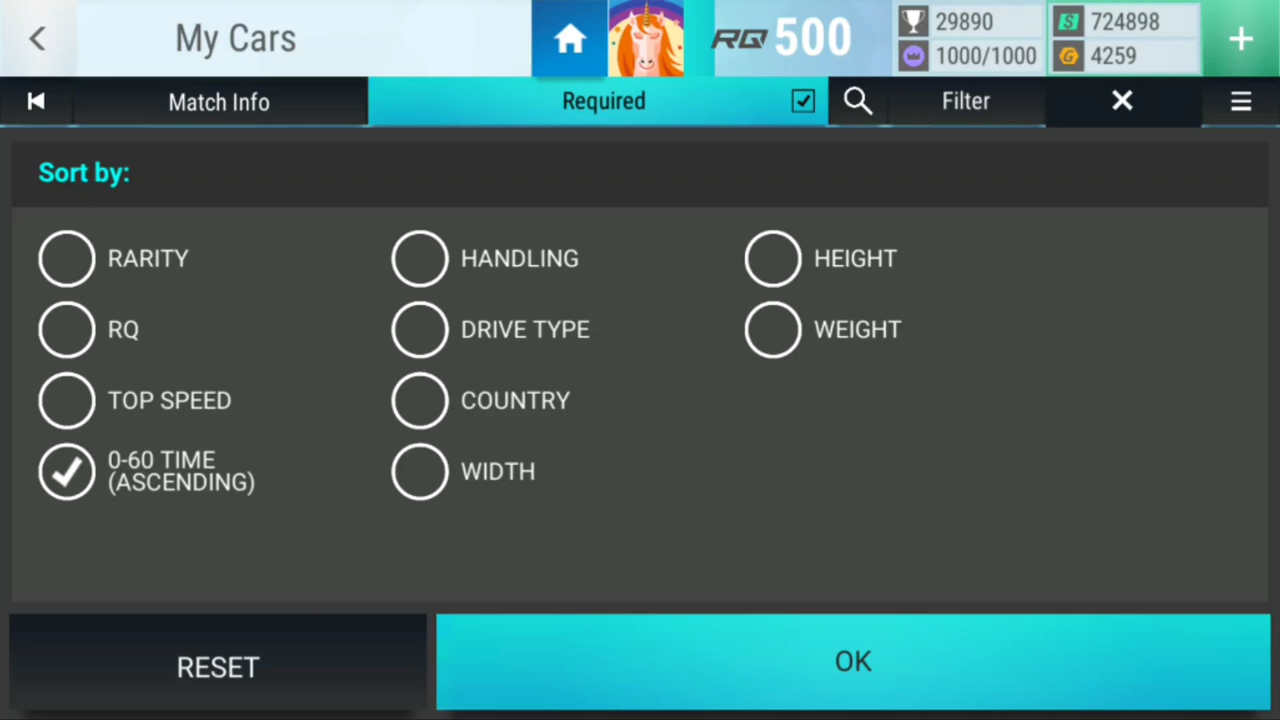 My Cars
RQ 500
29890
1000/1000
724898
4259
Match Info
Required
Filter
Sort by:
RARITY
HANDLING
HEIGHT
RQ
DRIVE TYPE
WEIGHT
TOP SPEED
COUNTRY
0-60 TIME
(ASCENDING)
WIDTH
RESET
OK